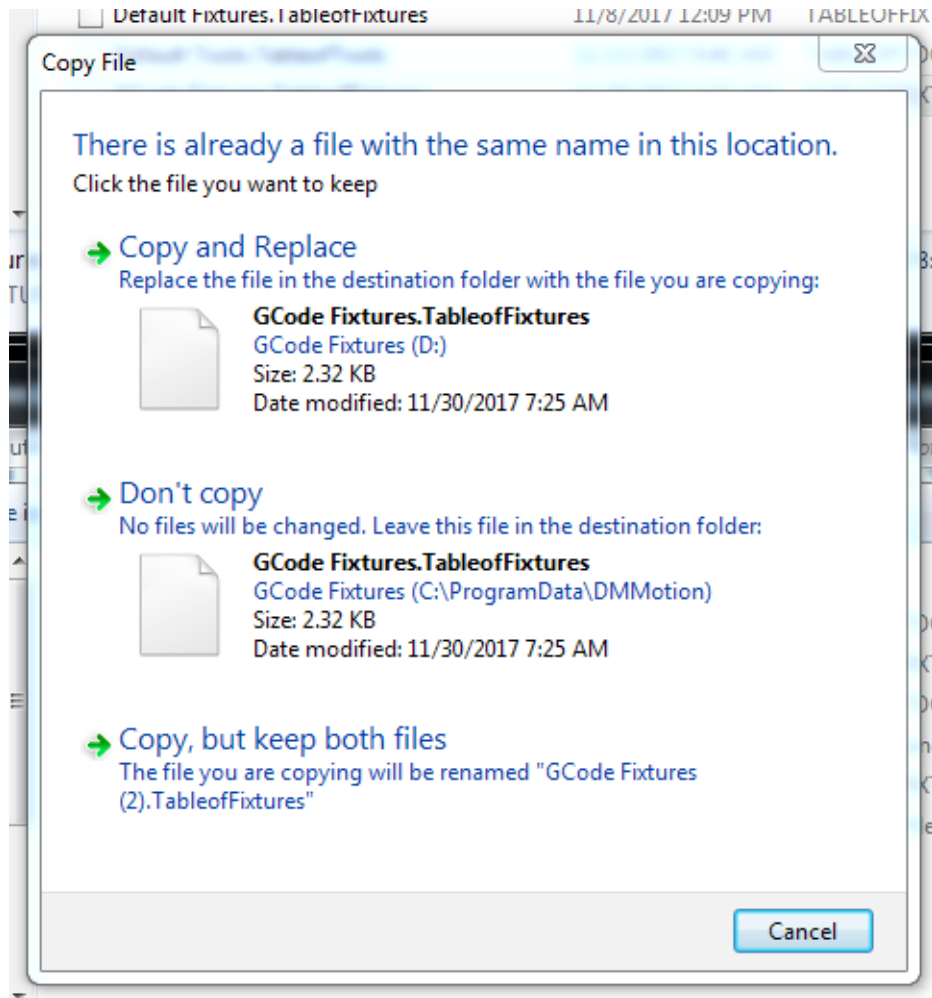 Default Fixtures.TableofFixtures 11/8/2017 12:09 PM TABLEOFFIX
Copy File
There is already a file with the same name in this location.
Click the file you want to keep
Copy and Replace
Replace the file in the destination folder with the file you are copying:
GCode Fixtures.TableofFixtures
GCode Fixtures (D:)
Size: 2.32 KB
Date modified: 11/30/2017 7:25 AM
Don't copy
No files will be changed. Leave this file in the destination folder:
GCode Fixtures.TableofFixtures
GCode Fixtures (C:\ProgramData\DMMotion)
Size: 2.32 KB
Date modified: 11/30/2017 7:25 AM
Copy, but keep both files
The file you are copying will be renamed "GCode Fixtures
(2).TableofFixtures"
Cancel